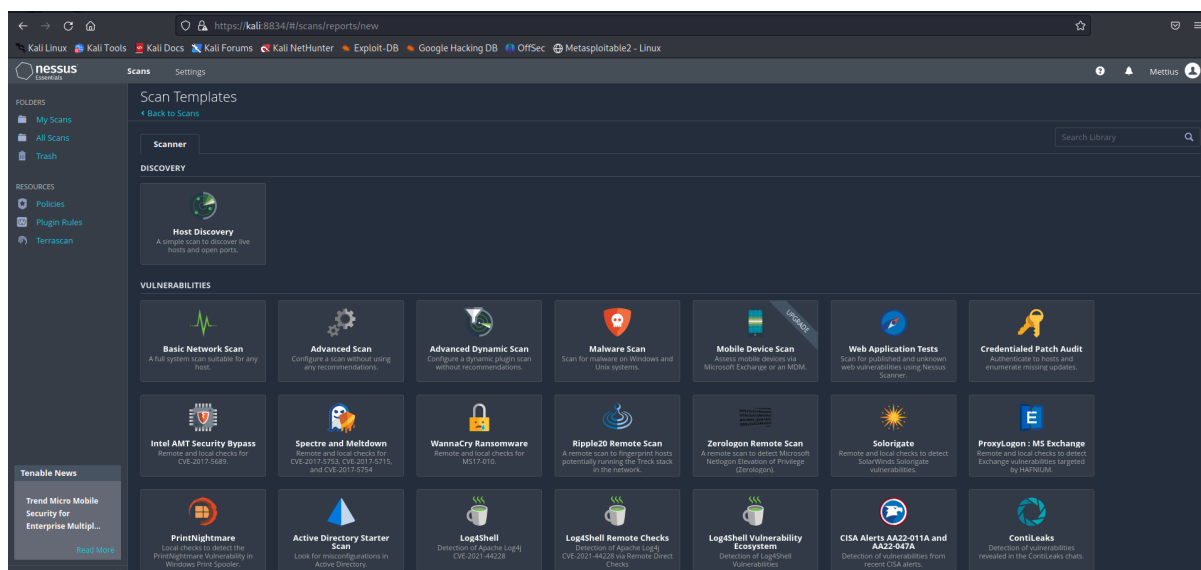 https://kali:8834/#/scans/reports/new
Kali Linux Kali Tools Kali Docs Kali Forums Kali NetHunter Exploit-DB Google Hacking DB OffSec Metasploitable2 - Linux
nessus
Essentials
Scans Settings
Mettius
FOLDERS
My Scans
All Scans
Trash
RESOURCES
Policies
Plugin Rules
Terrascan
Tenable News
Trend Micro Mobile
Security for
Enterprise Multipl...
Read More
Scan Templates
Back to Scans
Scanner
Search Library
DISCOVERY
Host Discovery
A simple scan to discover live
hosts and open ports.
VULNERABILITIES
Basic Network Scan
A full system scan suitable for any
host.
Advanced Scan
Configure a scan without using
any recommendations.
Advanced Dynamic Scan
Configure a dynamic plugin scan
without recommendations.
Malware Scan
Scan for malware on Windows and
Unix systems.
UPGRADE
Mobile Device Scan
Assess mobile devices via
Microsoft Exchange or an MDM.
Web Application Tests
Scan for published and unknown
web vulnerabilities using Nessus
Scanner.
Credentialed Patch Audit
Authenticate to hosts and
enumerate missing updates.
Intel AMT Security Bypass
Remote and local checks for
CVE-2017-5689.
Spectre and Meltdown
Remote and local checks for
CVE-2017-5753, CVE-2017-5715,
and CVE-2017-5754
WannaCry Ransomware
Remote and local checks for
MS17-010.
Ripple20 Remote Scan
A remote scan to fingerprint hosts
potentially running the Treck stack
in the network.
Zerologon Remote Scan
A remote scan to detect Microsoft
Netlogon Elevation of Privilege
(Zerologon).
Solorigate
Remote and local checks to detect
SolarWinds Solorigate
vulnerabilities.
ProxyLogon : MS Exchange
Remote and local checks to detect
Exchange vulnerabilities targeted
by HAFNIUM.
PrintNightmare
Local checks to detect the
PrintNightmare Vulnerability in
Windows Print Spooler.
Active Directory Starter
Scan
Look for misconfigurations in
Active Directory.
Log4Shell
Detection of Apache Log4j
CVE-2021-44228
Log4Shell Remote Checks
Detection of Apache Log4j
CVE-2021-44228 via Remote Direct
Checks
Log4Shell Vulnerability
Ecosystem
Detection of Log4Shell
Vulnerabilities
CISA Alerts AA22-011A and
AA22-047A
Detection of vulnerabilities from
recent CISA alerts.
ContiLeaks
Detection of vulnerabilities
revealed in the ContiLeaks chats.